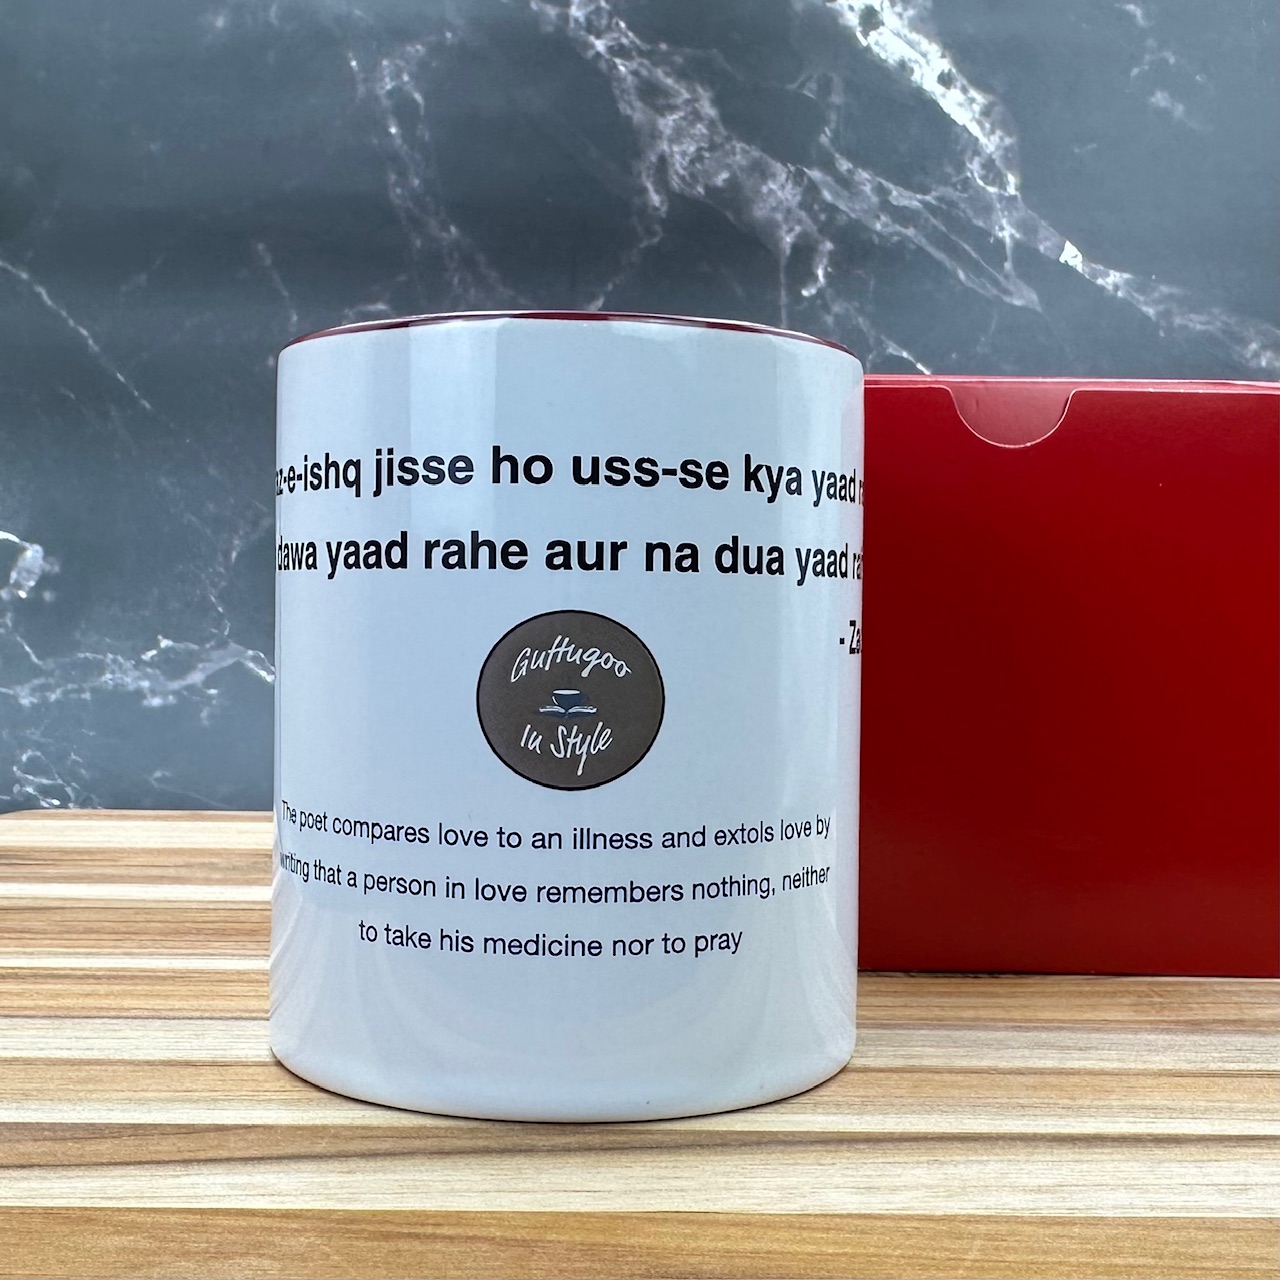 -e-ishq jisse ho uss-se kya yaad
dawa yaad rahe aur na dua yaad
- Za
Guftugoo
In Style
The poet compares love to an illness and extols love by
writing that a person in love remembers nothing, neither
to take his medicine nor to pray